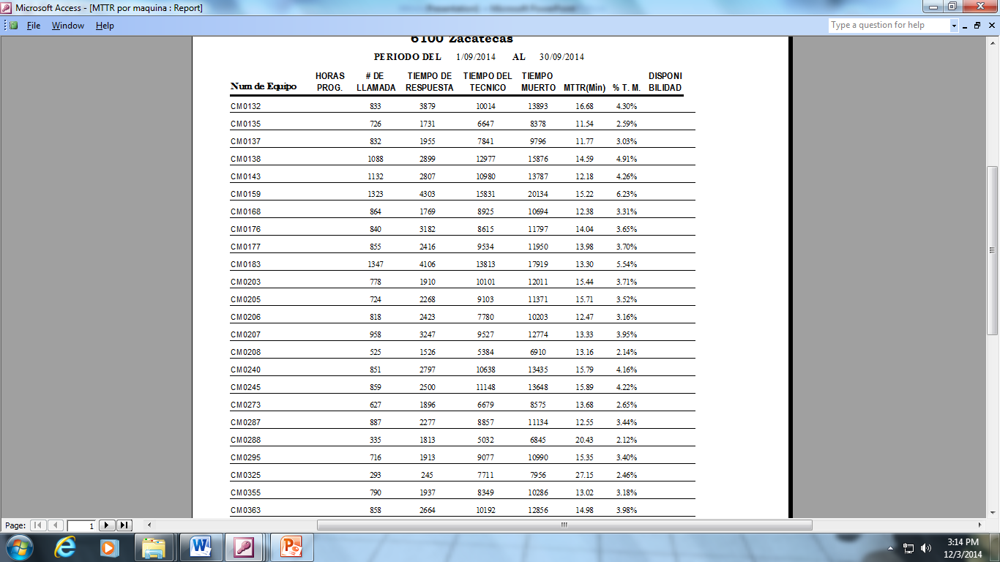 Microsoft Access - [MTTR por maquina : Report]
File Window Help
Type a question for help
6100 Zacatecas
PERIODO DEL 1/09/2014 AL 30/09/2014
HORAS # DE TIEMPO DE TIEMPO DEL TIEMPO DISPONI
Num de Equipo PROG. LLAMADA RESPUESTA TECNICO MUERTO MTTR(Min) % T. M. BILIDAD
CM0132 833 3879 10014 13893 16.68 4.30%
CM0135 726 1731 6647 8378 11.54 2.59%
CM0137 832 1955 7841 9796 11.77 3.03%
CM0138 1088 2899 12977 15876 14.59 4.91%
CM0143 1132 2807 10980 13787 12.18 4.26%
CM0159 1323 4303 15831 20134 15.22 6.23%
CM0168 864 1769 8925 10694 12.38 3.31%
CM0176 840 3182 8615 11797 14.04 3.65%
CM0177 855 2416 9534 11950 13.98 3.70%
CM0183 1347 4106 13813 17919 13.30 5.54%
CM0203 778 1910 10101 12011 15.44 3.71%
CM0205 724 2268 9103 11371 15.71 3.52%
CM0206 818 2423 7780 10203 12.47 3.16%
CM0207 958 3247 9527 12774 13.33 3.95%
CM0208 525 1526 5384 6910 13.16 2.14%
CM0240 851 2797 10638 13435 15.79 4.16%
CM0245 859 2500 11148 13648 15.89 4.22%
CM0273 627 1896 6679 8575 13.68 2.65%
CM0287 887 2277 8857 11134 12.55 3.44%
CM0288 335 1813 5032 6845 20.43 2.12%
CM0295 716 1913 9077 10990 15.35 3.40%
CM0325 293 245 7711 7956 27.15 2.46%
CM0355 790 1937 8349 10286 13.02 3.18%
CM0363 858 2664 10192 12856 14.98 3.98%
Page: 1
3:14 PM
12/3/2014